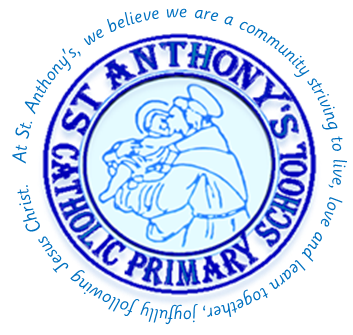 At St. Anthony's, we believe we are a community striving to live, love and learn together, joyfully following Jesus Christ.
ST ANTHONY'S
CATHOLIC PRIMARY SCHOOL